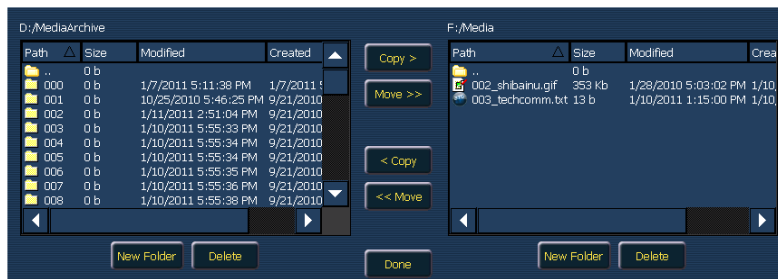 D:/MediaArchive
Path Size Modified Created
.. 0 b
000 0 b 1/7/2011 5:11:38 PM 1/7/2011
001 0 b 10/25/2010 5:46:25 PM 9/21/2010
002 0 b 1/11/2011 2:51:04 PM 9/21/2010
003 0 b 1/10/2011 5:55:33 PM 9/21/2010
004 0 b 1/10/2011 5:55:34 PM 9/21/2010
005 0 b 1/10/2011 5:55:34 PM 9/21/2010
006 0 b 1/10/2011 5:55:35 PM 9/21/2010
007 0 b 1/10/2011 5:55:36 PM 9/21/2010
008 0 b 1/10/2011 5:55:38 PM 9/21/2010
New Folder Delete
Copy >
Move >>
< Copy
<< Move
Done
F:/Media
Path Size Modified Crea
.. 0 b
002_shibainu.gif 353 Kb 1/28/2010 5:03:02 PM 1/10,
003_techcomm.txt 13 b 1/10/2011 1:15:00 PM 1/10,
New Folder Delete